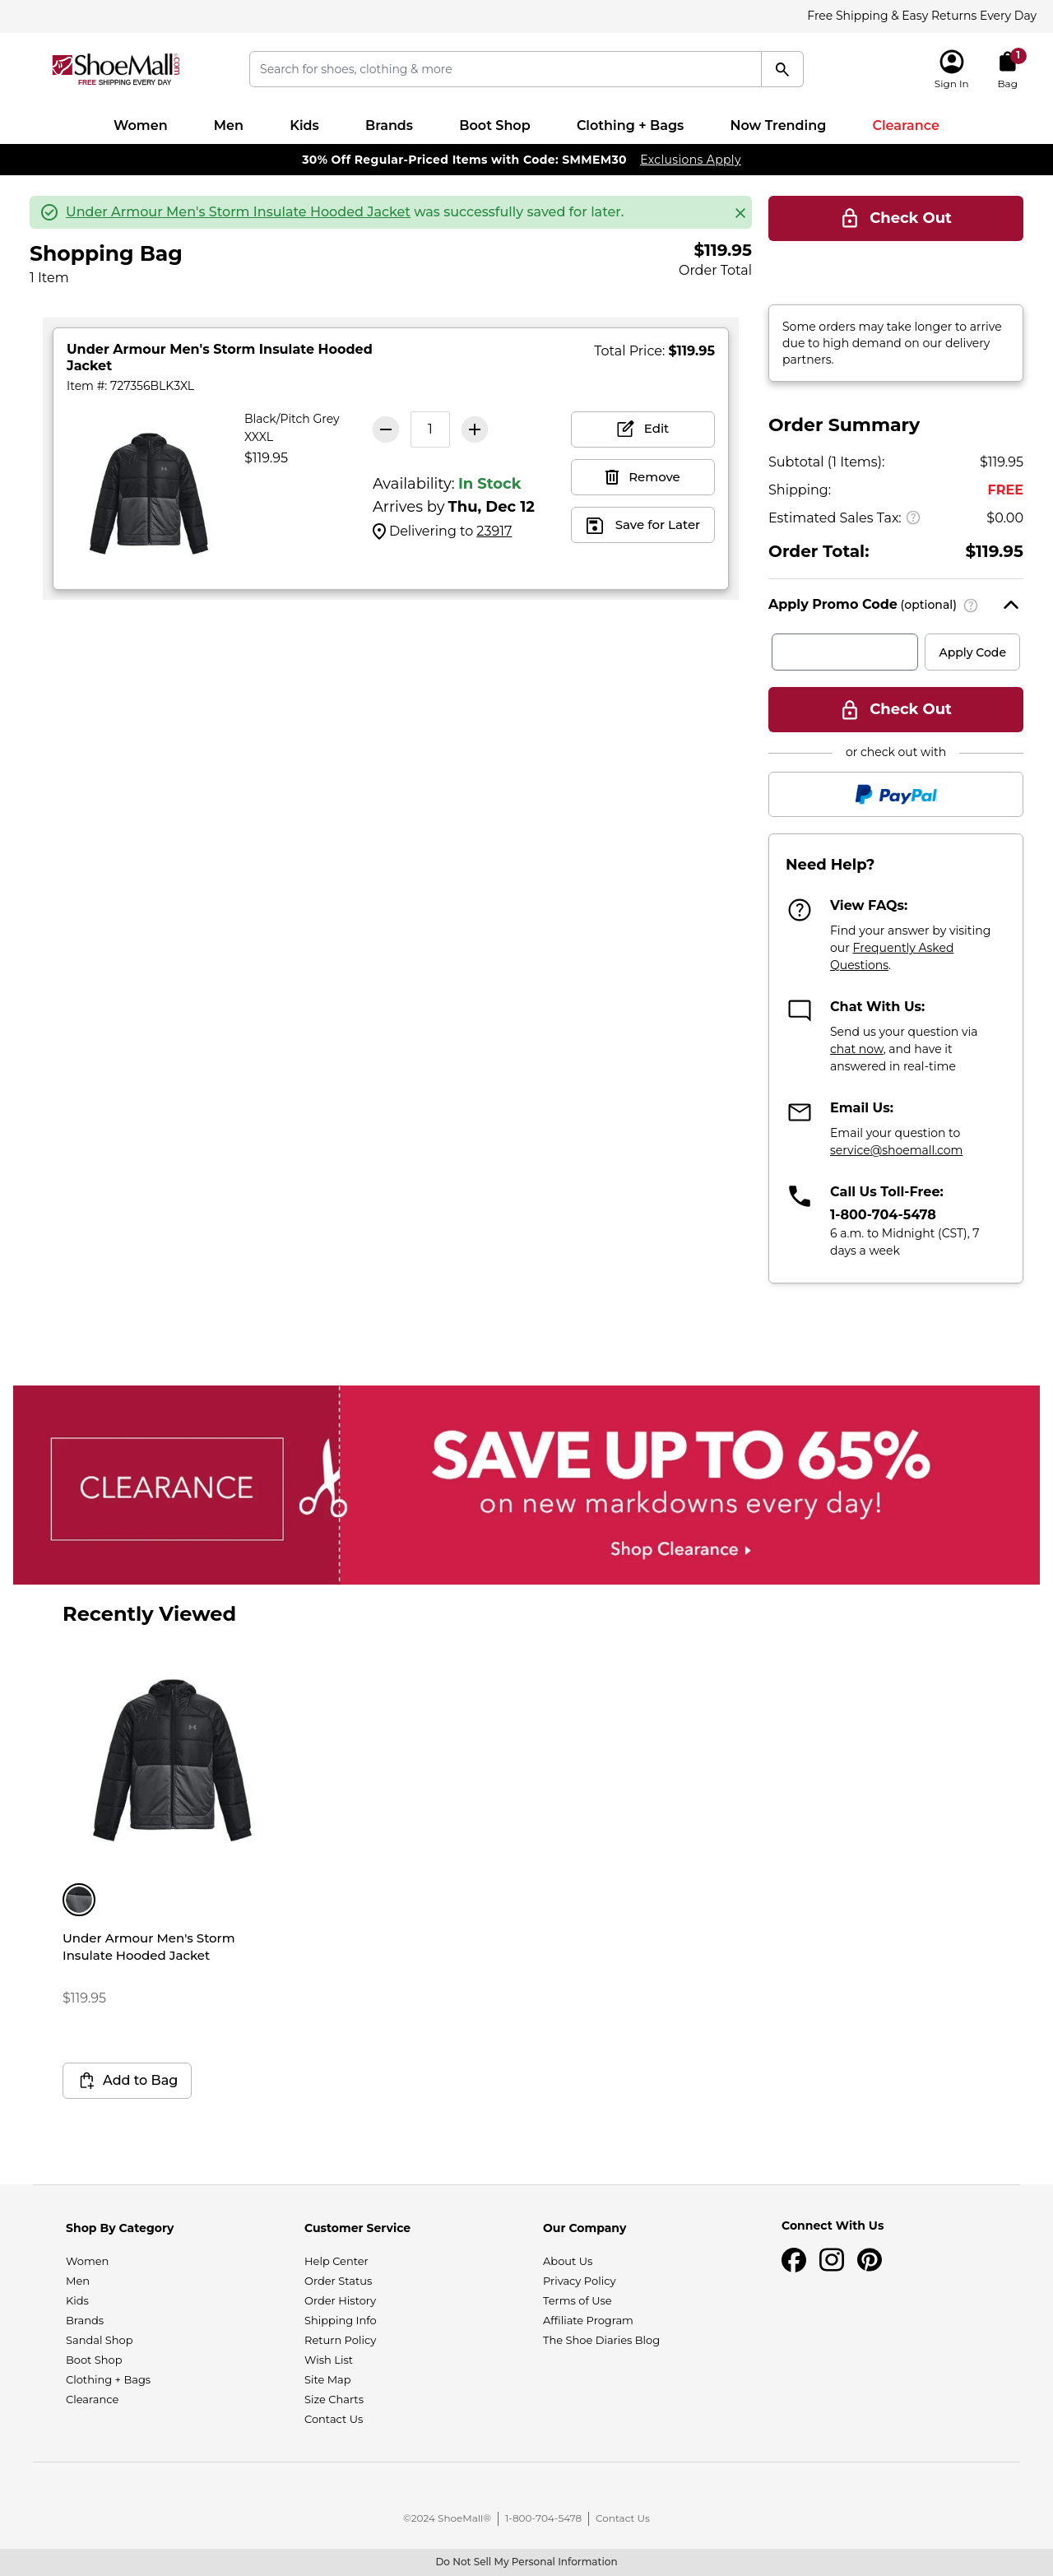 Free Shipping & Easy Returns Every Day
ShoeMall.com
FREE SHIPPING EVERY DAY
Search for shoes, clothing & more
Sign In
1
Bag
Women Men Kids Brands Boot Shop Clothing + Bags Now Trending Clearance
30% Off Regular-Priced Items with Code: SMMEM30 Exclusions Apply
Under Armour Men's Storm Insulate Hooded Jacket was successfully saved for later.
Shopping Bag
1 Item
$119.95
Order Total
Under Armour Men's Storm Insulate Hooded
Jacket
Item #: 727356BLK3XL
Total Price: $119.95
Black/Pitch Grey
XXXL
$119.95
1
Availability: In Stock
Arrives by Thu, Dec 12
Delivering to 23917
Edit
Remove
Save for Later
Check Out
Some orders may take longer to arrive
due to high demand on our delivery
partners.
Order Summary
Subtotal (1 Items): $119.95
Shipping: FREE
Estimated Sales Tax: ? $0.00
Order Total: $119.95
Apply Promo Code (optional) ?
Apply Code
Check Out
or check out with
PayPal
Need Help?
View FAQs:
Find your answer by visiting
our Frequently Asked
Questions.
Chat With Us:
Send us your question via
chat now, and have it
answered in real-time
Email Us:
Email your question to
service@shoemall.com
Call Us Toll-Free:
1-800-704-5478
6 a.m. to Midnight (CST), 7
days a week
CLEARANCE
SAVE UP TO 65%
on new markdowns every day!
Shop Clearance
Recently Viewed
Under Armour Men's Storm
Insulate Hooded Jacket
$119.95
Add to Bag
Shop By Category
Women
Men
Kids
Brands
Sandal Shop
Boot Shop
Clothing + Bags
Clearance
Customer Service
Help Center
Order Status
Order History
Shipping Info
Return Policy
Wish List
Site Map
Size Charts
Contact Us
Our Company
About Us
Privacy Policy
Terms of Use
Affiliate Program
The Shoe Diaries Blog
Connect With Us
©2024 ShoeMall® | 1-800-704-5478 | Contact Us
Do Not Sell My Personal Information